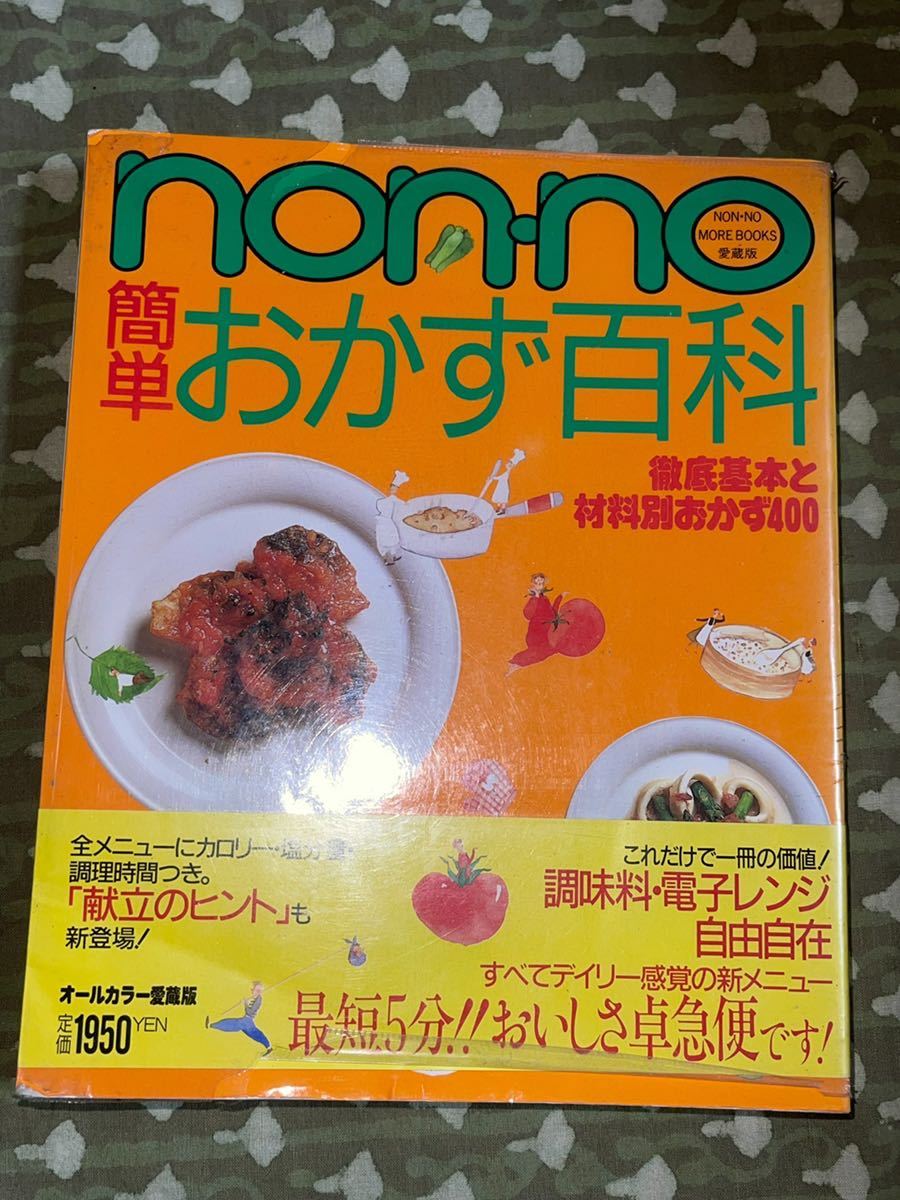 non-no
NON・NO
MORE BOOKS
愛蔵版
簡単
おかず百科
徹底基本と
材料別おかず400
全メニューにカロリー・塩分量・
調理時間つき。
「献立のヒント」も
新登場!
オールカラー愛蔵版
定価1950YEN
これだけで一冊の価値!
調味料・電子レンジ
自由自在
すべてデイリー感覚の新メニュー
最短5分!!おいしさ卓急便です!